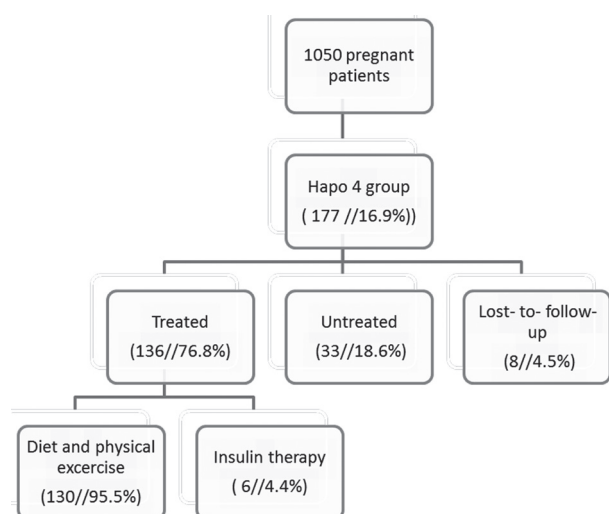 1050 pregnant
patients
Hapo 4 group
( 177 //16.9%))
Treated
(136//76.8%)
Untreated
(33//18.6%)
Lost- to- follow-
up
(8//4.5%)
Diet and physical
excercise
(130//95.5%)
Insulin therapy
( 6//4.4%)